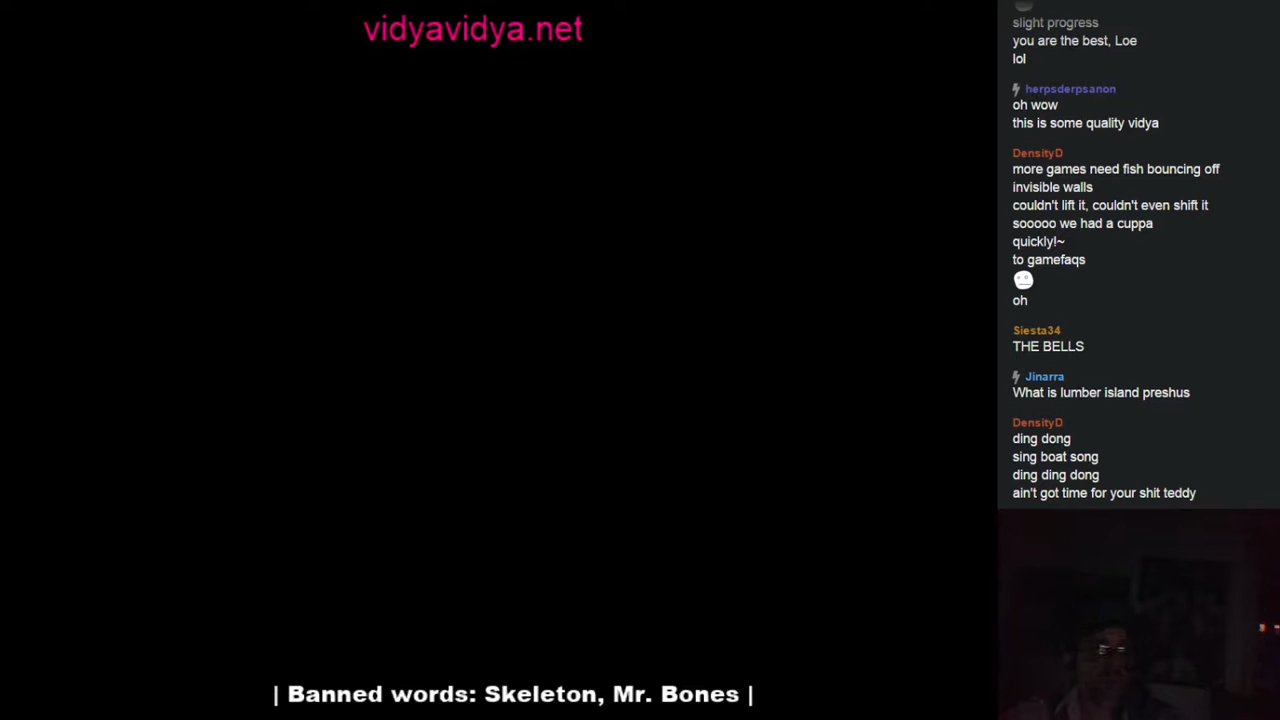 vidyavidya.net
slight progress
you are the best, Loe
lol
herpsderpsanon
oh wow
this is some quality vidya
DensityD
more games need fish bouncing off
invisible walls
couldn't lift it, couldn't even shift it
sooooo we had a cuppa
quickly!~
to gamefaqs
oh
Siesta34
THE BELLS
Jinarra
What is lumber island preshus
DensityD
ding dong
sing boat song
ding ding dong
ain't got time for your shit teddy
| Banned words: Skeleton, Mr. Bones |